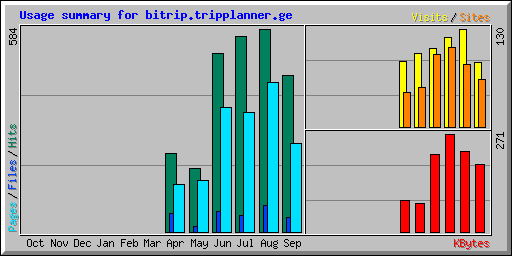 Usage summary for bitrip.tripplanner.ge
Visits / Sites
584
130
271
Pages / Files / Hits
Oct Nov Dec Jan Feb Mar Apr May Jun Jul Aug Sep
KBytes